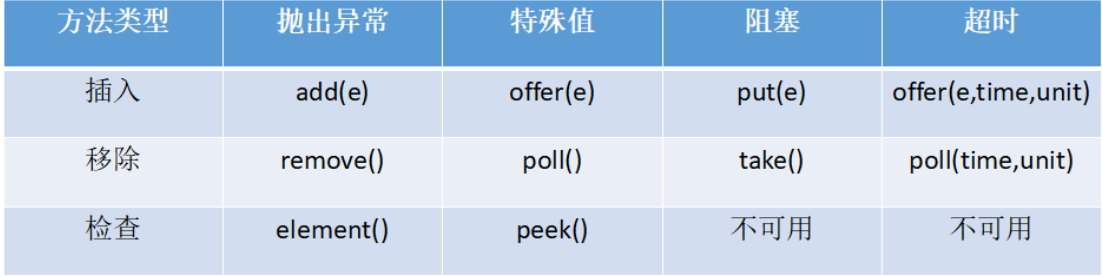 方法类型 抛出异常 特殊值 阻塞 超时
插入 add(e) offer(e) put(e) offer(e,time,unit)
移除 remove() poll() take() poll(time,unit)
检查 element() peek() 不可用 不可用